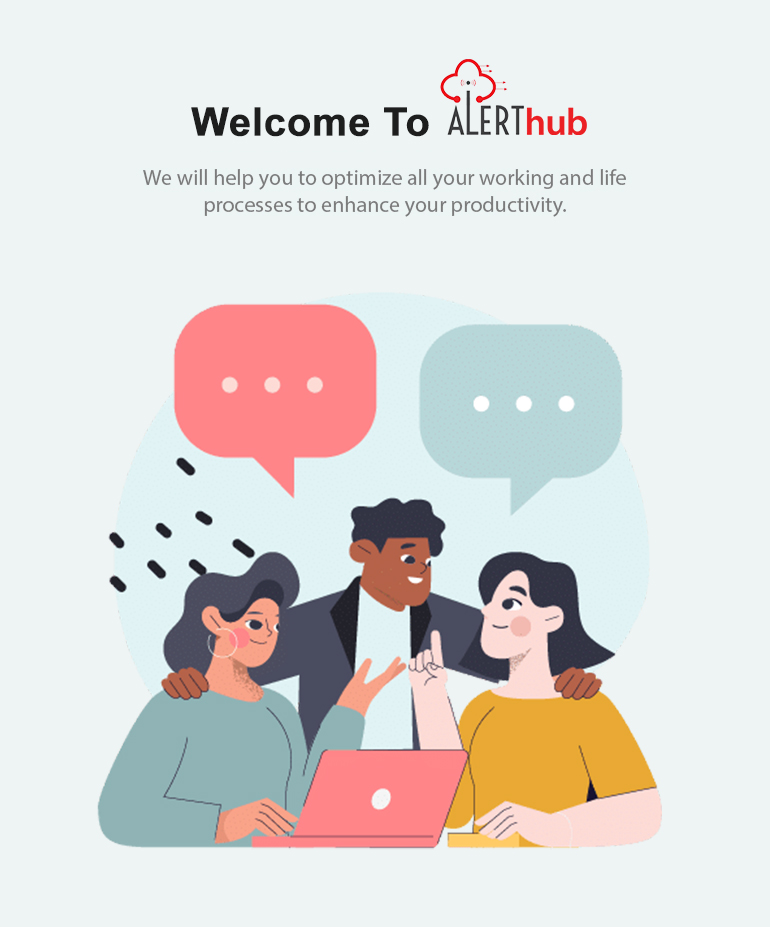 Welcome To ALERThub
We will help you to optimize all your working and life
processes to enhance your productivity.